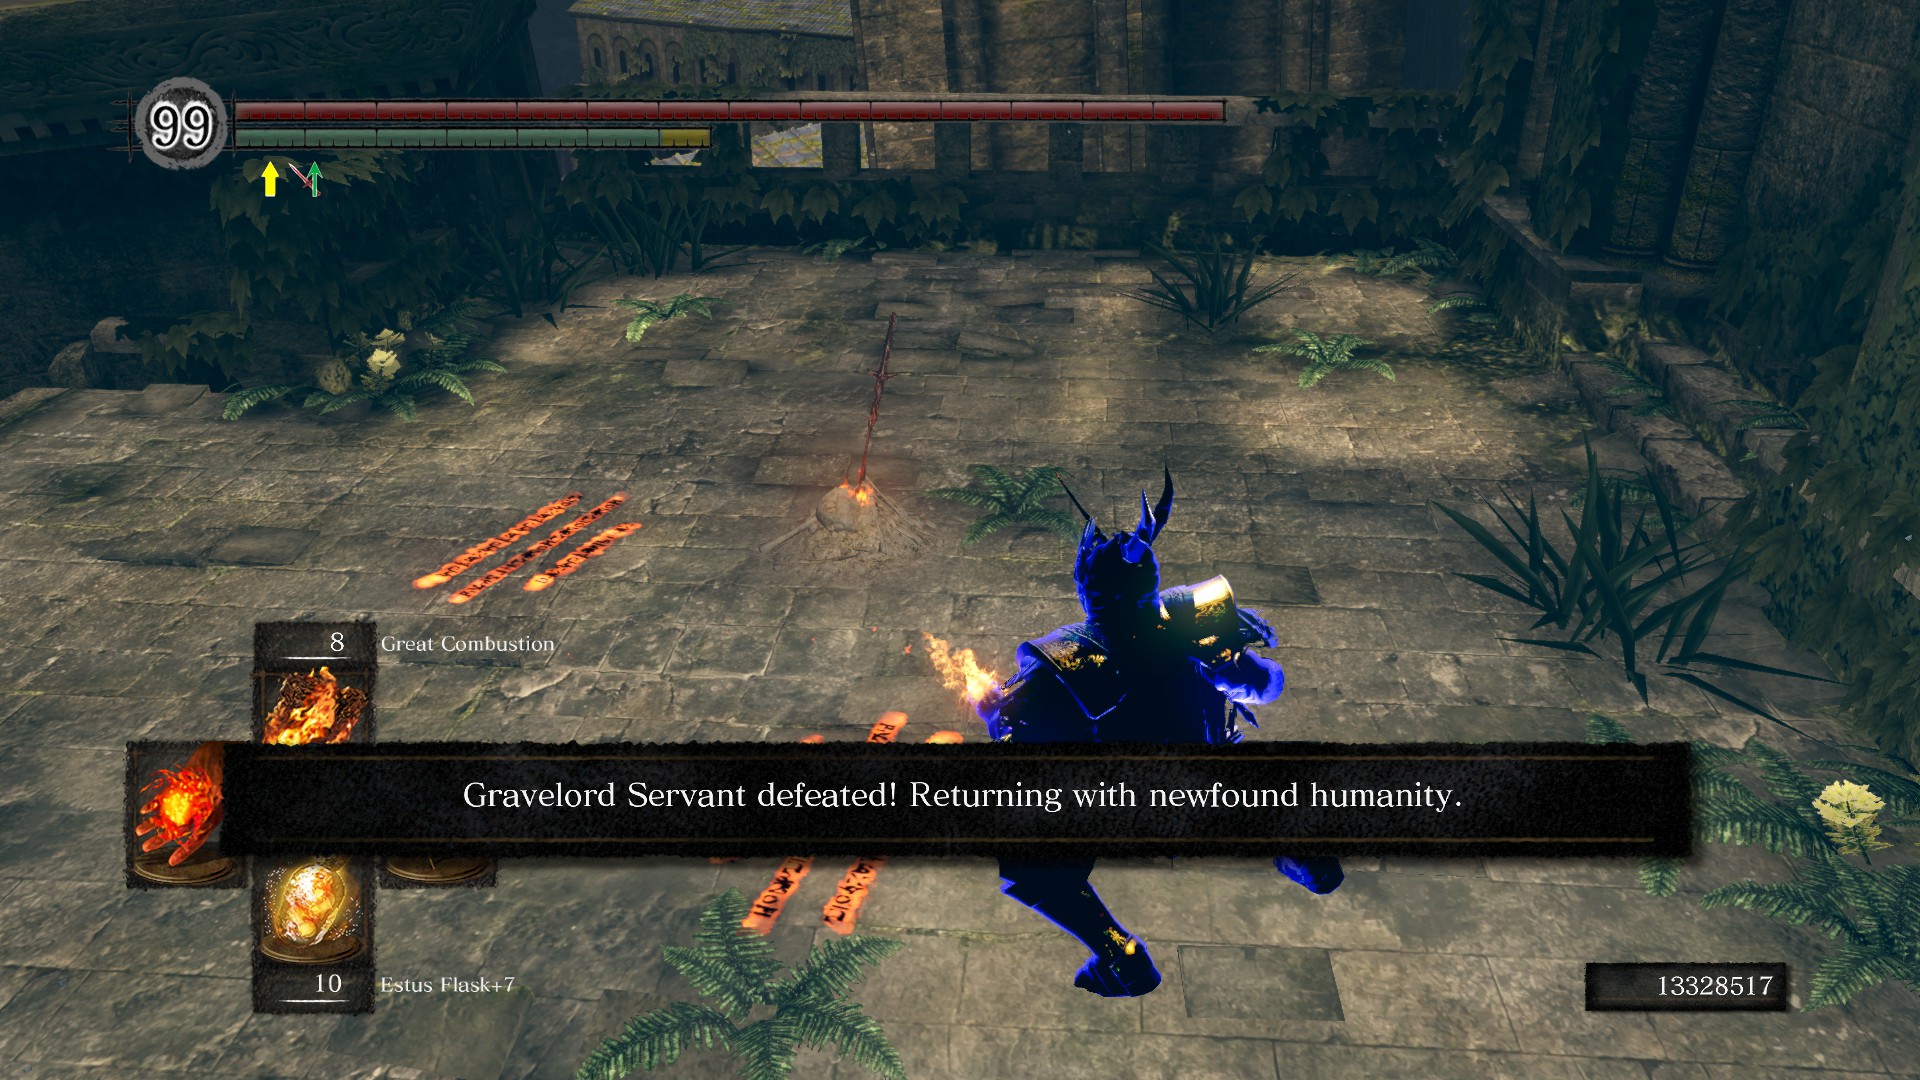 99
8 Great Combustion
Gravelord Servant defeated! Returning with newfound humanity.
10 Estus Flask+7
13328517